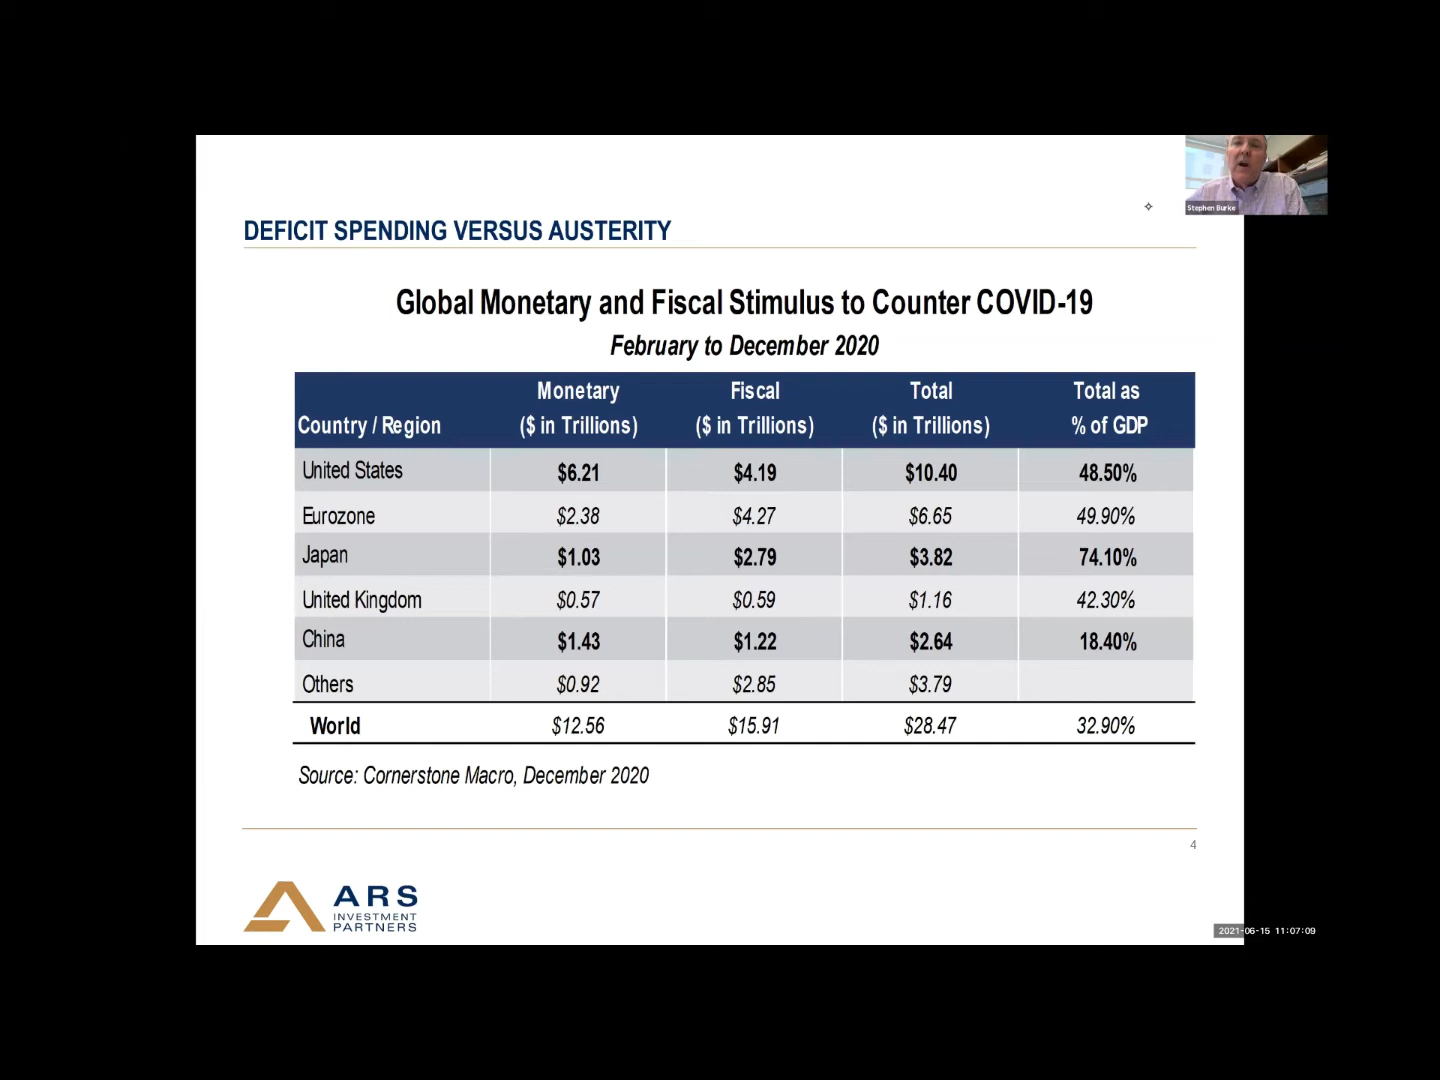 Stephen Burke
DEFICIT SPENDING VERSUS AUSTERITY
Global Monetary and Fiscal Stimulus to Counter COVID-19
February to December 2020
Country / Region Monetary ($ in Trillions) Fiscal ($ in Trillions) Total ($ in Trillions) Total as % of GDP
United States $6.21 $4.19 $10.40 48.50%
Eurozone $2.38 $4.27 $6.65 49.90%
Japan $1.03 $2.79 $3.82 74.10%
United Kingdom $0.57 $0.59 $1.16 42.30%
China $1.43 $1.22 $2.64 18.40%
Others $0.92 $2.85 $3.79
World $12.56 $15.91 $28.47 32.90%
Source: Cornerstone Macro, December 2020
4
ARS
INVESTMENT
PARTNERS
2021-06-15 11:07:09